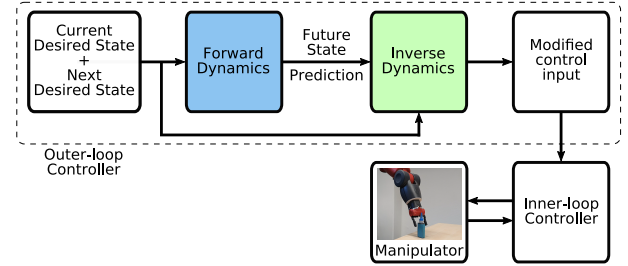 Current
Desired State
+
Next
Desired State
Forward
Dynamics
Future
State
Prediction
Inverse
Dynamics
Modified
control
input
Outer-loop
Controller
Manipulator
Inner-loop
Controller